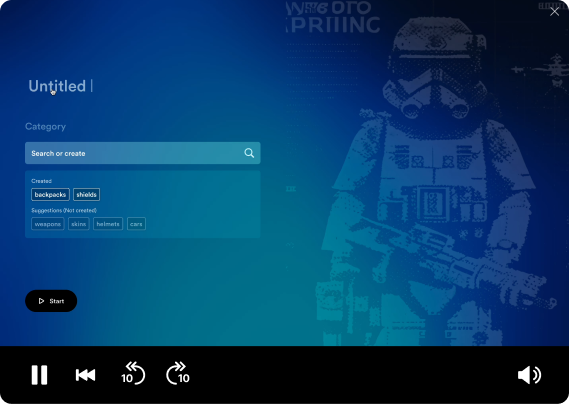 Untitled
Category
Search or create
Created
backpacks shields
Suggestions (Not created)
weapons skins helmets cars
Start
10 10